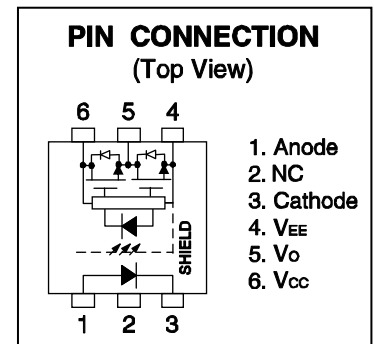 PIN CONNECTION
(Top View)
6 5 4
SHIELD
1 2 3
1. Anode
2. NC
3. Cathode
4. VEE
5. Vo
6. Vcc